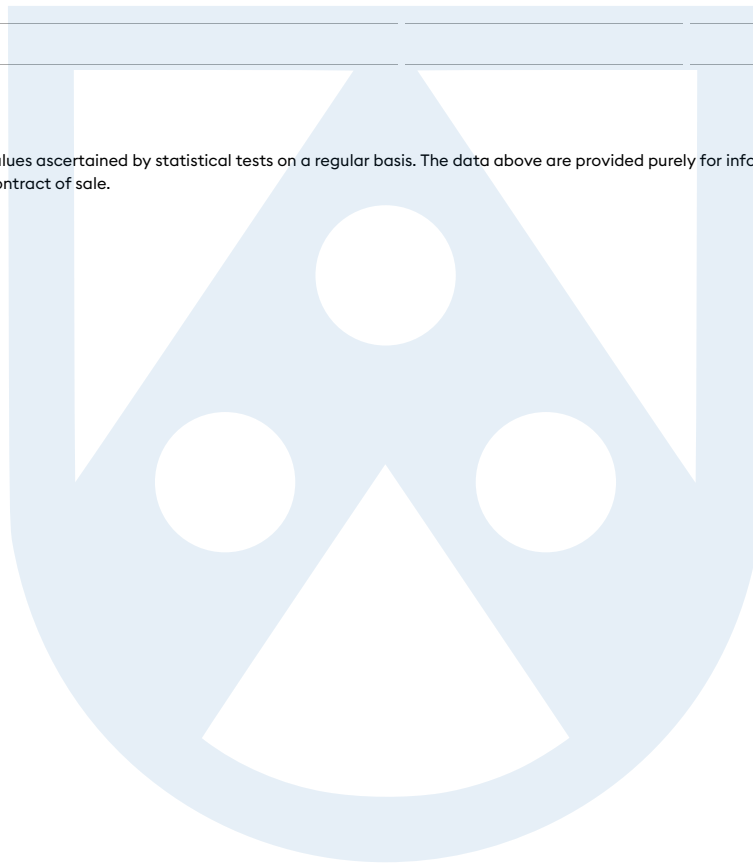 lues ascertained by statistical tests on a regular basis. The data above are provided purely for info
ontract of sale.